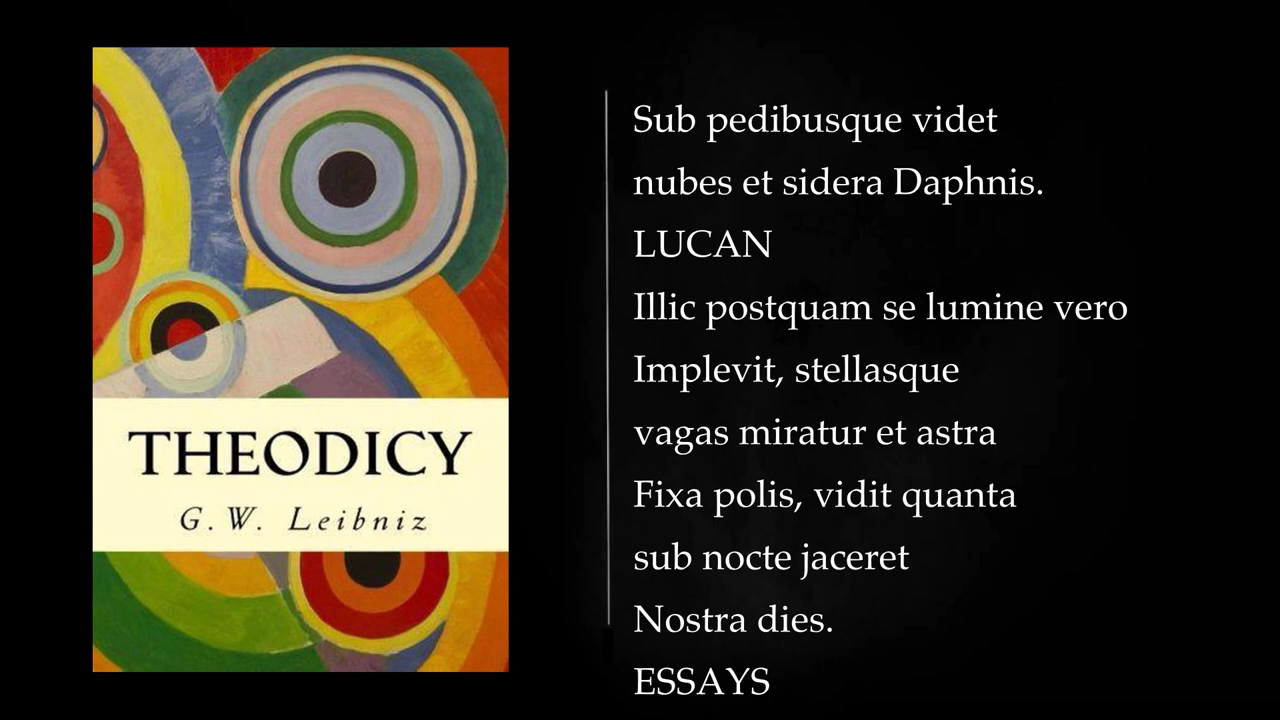 THEODICY
G.W. Leibniz
Sub pedibusque videt
nubes et sidera Daphnis.
LUCAN
Illic postquam se lumine vero
Implevit, stellasque
vagas miratur et astra
Fixa polis, vidit quanta
sub nocte jaceret
Nostra dies.
ESSAYS